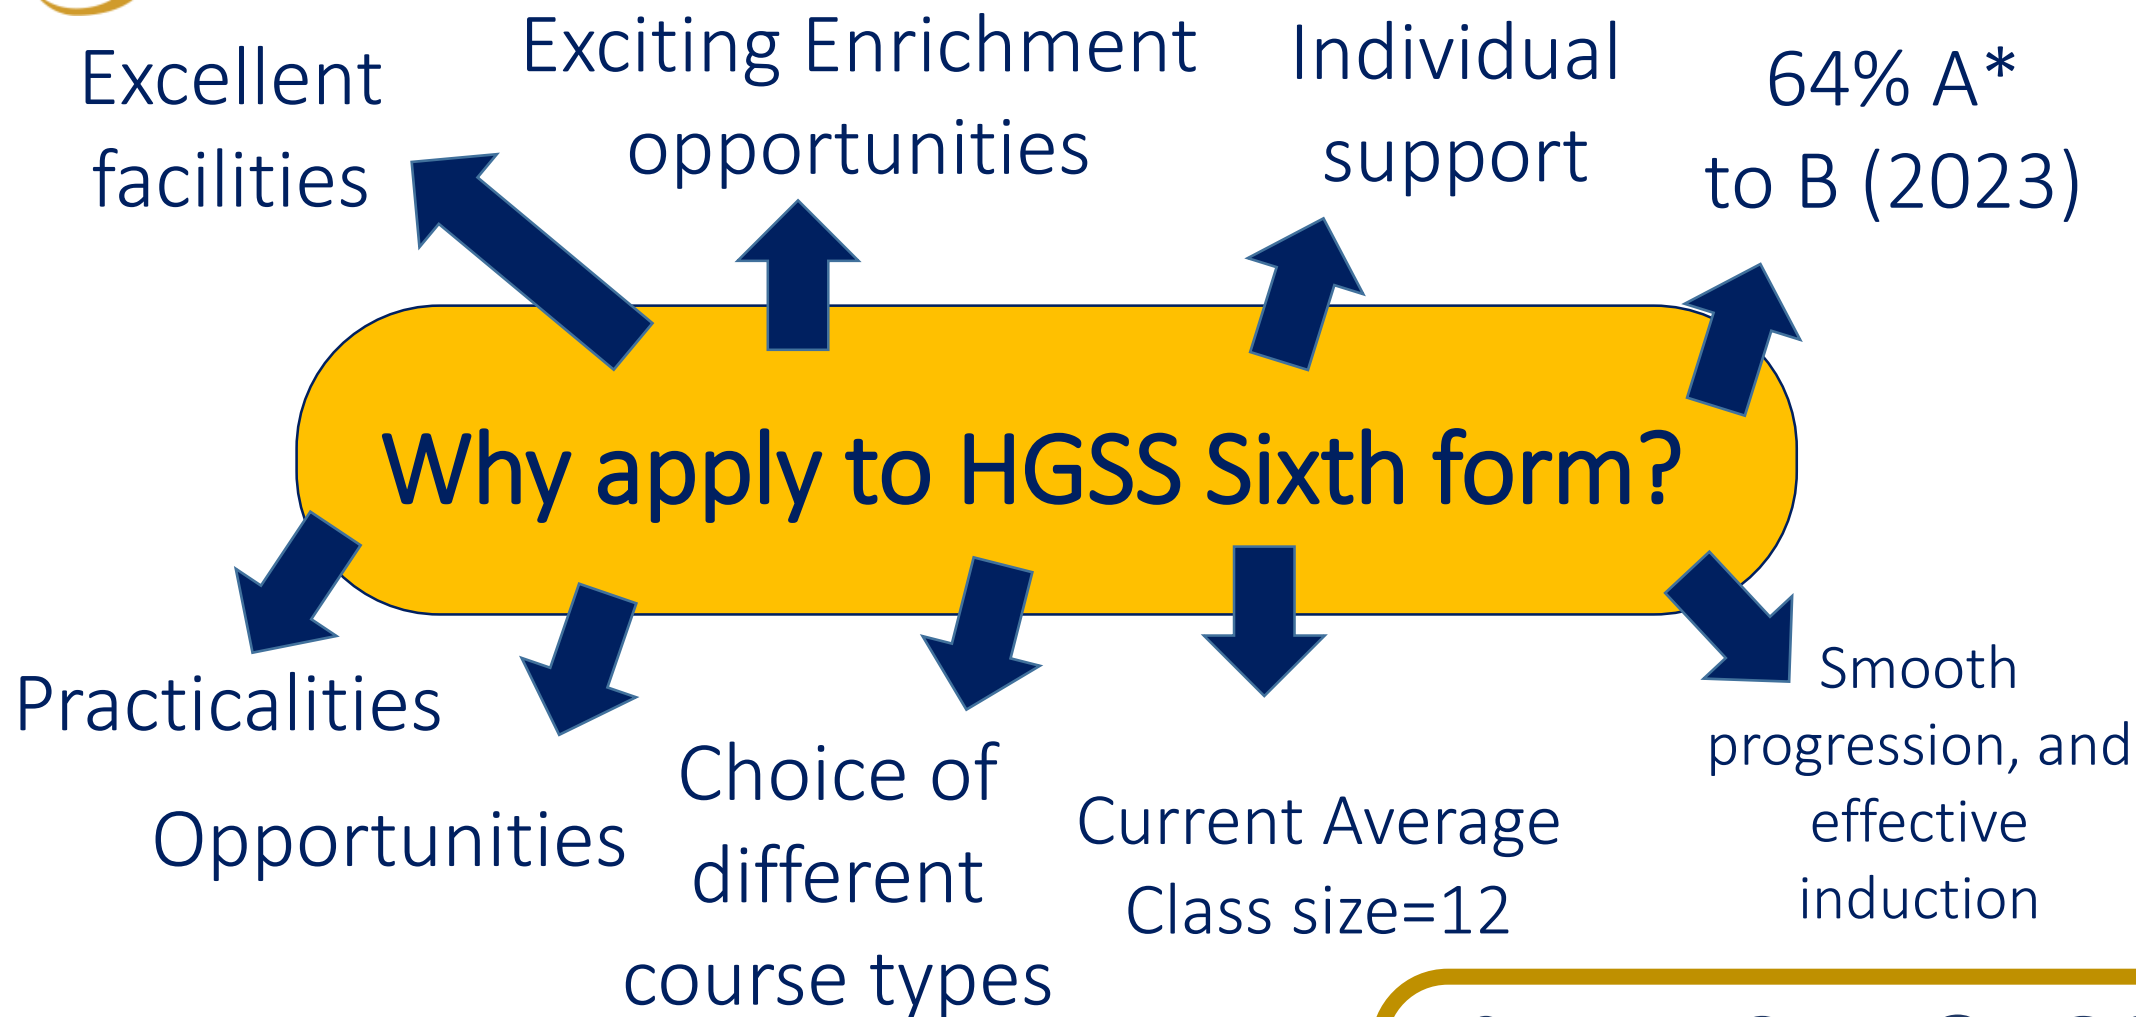 Excellent
facilities
Exciting Enrichment
opportunities
Individual
support
64% A*
to B (2023)
Why apply to HGSS Sixth form?
Practicalities
Opportunities
Choice of
different
course types
Current Average
Class size=12
Smooth
progression, and
effective
induction